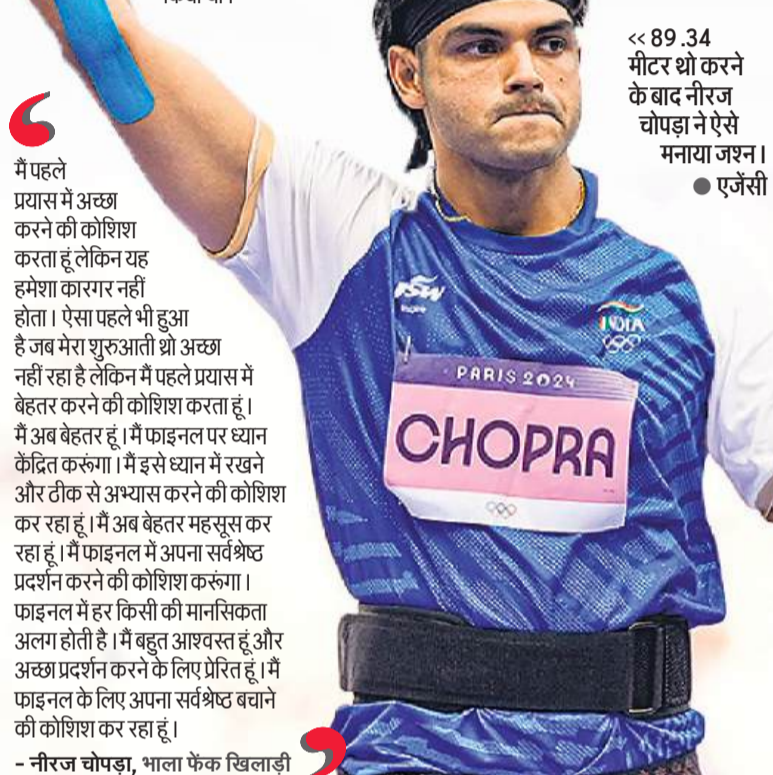 << 89.34
मीटर थ्रो करने
के बाद नीरज
चोपड़ा ने ऐसे
मनाया जश्न।
● एजेंसी
मैं पहले
प्रयास में अच्छा
करने की कोशिश
करता हूं लेकिन यह
हमेशा कारगर नहीं
होता। ऐसा पहले भी हुआ
है जब मेरा शुरुआती थ्रो अच्छा
नहीं रहा है लेकिन मैं पहले प्रयास में
बेहतर करने की कोशिश करता हूं।
मैं अब बेहतर हूं। मैं फाइनल पर ध्यान
केंद्रित करूंगा। मैं इसे ध्यान में रखने
और ठीक से अभ्यास करने की कोशिश
कर रहा हूं। मैं अब बेहतर महसूस कर
रहा हूं। मैं फाइनल में अपना सर्वश्रेष्ठ
प्रदर्शन करने की कोशिश करूंगा।
फाइनल में हर किसी की मानसिकता
अलग होती है। मैं बहुत आश्वस्त हूं और
अच्छा प्रदर्शन करने के लिए प्रेरित हूं। मैं
फाइनल के लिए अपना सर्वश्रेष्ठ बचाने
की कोशिश कर रहा हूं।
- नीरज चोपड़ा, भाला फेंक खिलाड़ी
JSW
INDIA
PARIS 2024
CHOPRA